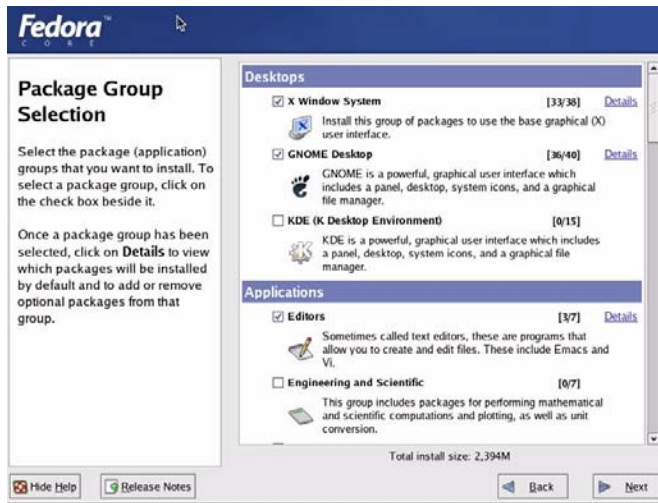 Fedora™
CORE
Package Group
Selection
Select the package (application)
groups that you want to install. To
select a package group, click on
the check box beside it.
Once a package group has been
selected, click on Details to view
which packages will be installed
by default and to add or remove
optional packages from that
group.
Desktops
X Window System [33/38] Details
Install this group of packages to use the base graphical (X)
user interface.
GNOME Desktop [36/40] Details
GNOME is a powerful, graphical user interface which
includes a panel, desktop, system icons, and a graphical
file manager.
KDE (K Desktop Environment) [0/15]
KDE is a powerful, graphical user interface which includes
a panel, desktop, system icons, and a graphical file
manager.
Applications
Editors [3/7] Details
Sometimes called text editors, these are programs that
allow you to create and edit files. These include Emacs and
Vi.
Engineering and Scientific [0/7]
This group includes packages for performing mathematical
and scientific computations and plotting, as well as unit
conversion.
Total install size: 2,394M
Hide Help
Release Notes
Back
Next